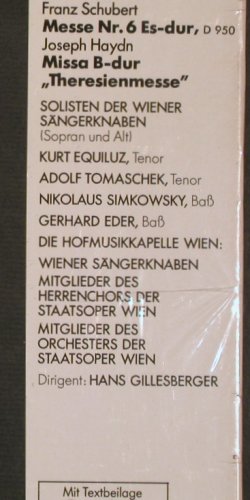 Franz Schubert
Messe Nr. 6 Es-dur, D 950
Joseph Haydn
Missa B-dur
„Theresienmesse”
SOLISTEN DER WIENER
SÄNGERKNABEN
(Sopran und Alt)
KURT EQUILUZ, Tenor
ADOLF TOMASCHEK, Tenor
NIKOLAUS SIMKOWSKY, Baß
GERHARD EDER, Baß
DIE HOFMUSIKKAPELLE WIEN:
WIENER SÄNGERKNABEN
MITGLIEDER DES
HERRENCHORS DER
STAATSOPER WIEN
MITGLIEDER DES
ORCHESTERS DER
STAATSOPER WIEN
Dirigent: HANS GILLESBERGER
Mit Textbeilage